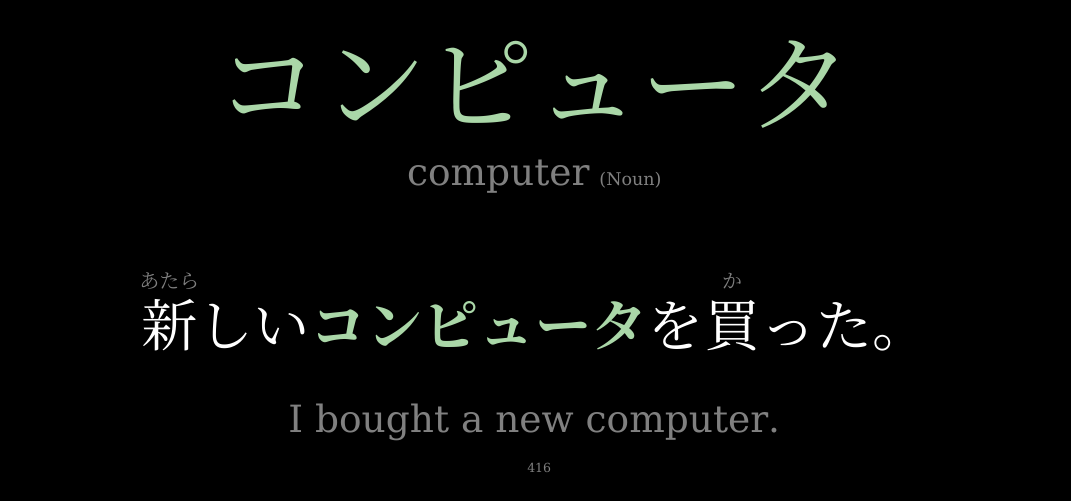 コンピュータ
computer (Noun)
あたら か
新しいコンピュータを買った。
I bought a new computer.
416